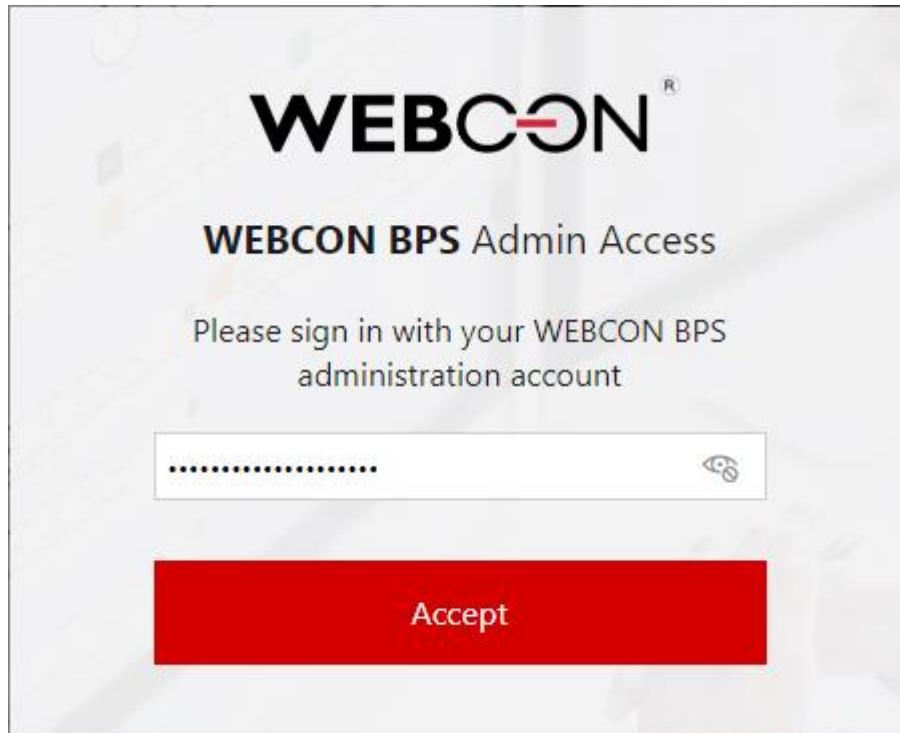 WEBCON®
WEBCON BPS Admin Access
Please sign in with your WEBCON BPS
administration account
Accept